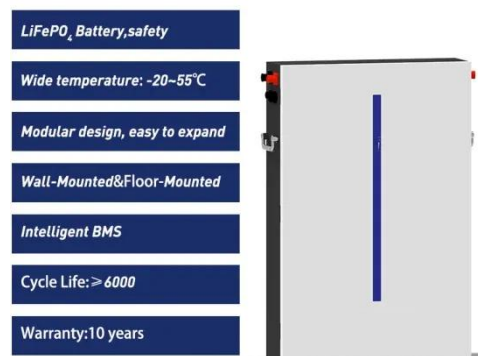 LiFePO₄ Battery,safety
Wide temperature: -20~55℃
Modular design, easy to expand
Wall-Mounted&Floor-Mounted
Intelligent BMS
Cycle Life:≥6000
Warranty:10 years